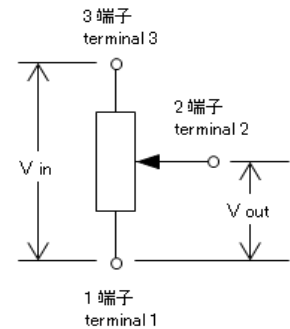 3 端子
terminal 3
2 端子
terminal 2
V in
V out
1 端子
terminal 1